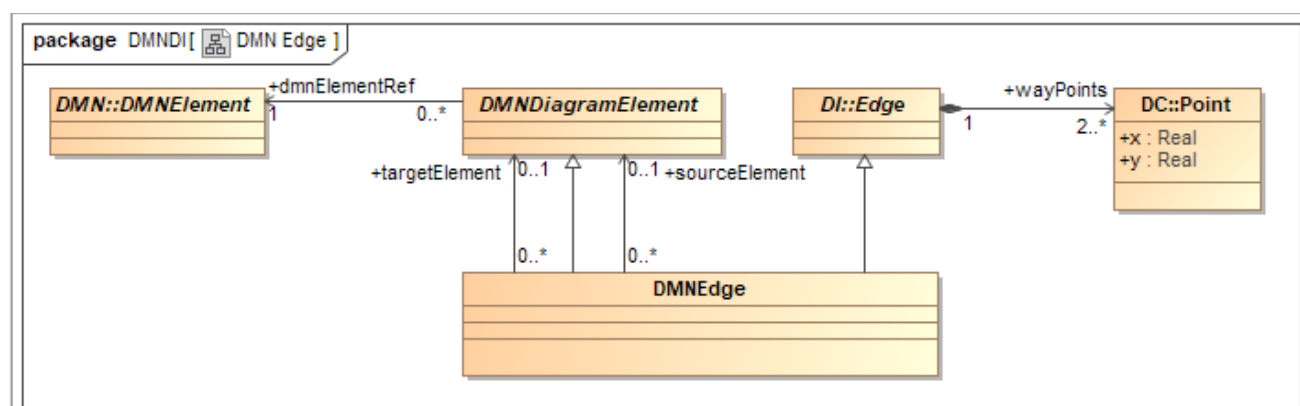 package DMNDI[ DMN Edge ]
DMN::DMNElement
+dmnElementRef
1
0..*
DMNDiagramElement
DI::Edge
1
+wayPoints
2..*
DC::Point
+x : Real
+y : Real
+targetElement
0..1
0..1
+sourceElement
0..*
0..*
DMNEdge